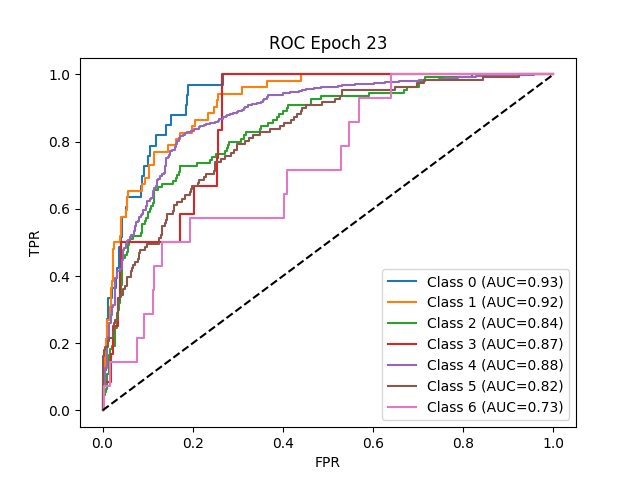 ROC Epoch 23
TPR
1.0
0.8
0.6
0.4
0.2
0.0
Class 0 (AUC=0.93)
Class 1 (AUC=0.92)
Class 2 (AUC=0.84)
Class 3 (AUC=0.87)
Class 4 (AUC=0.88)
Class 5 (AUC=0.82)
Class 6 (AUC=0.73)
0.0 0.2 0.4 0.6 0.8 1.0
FPR